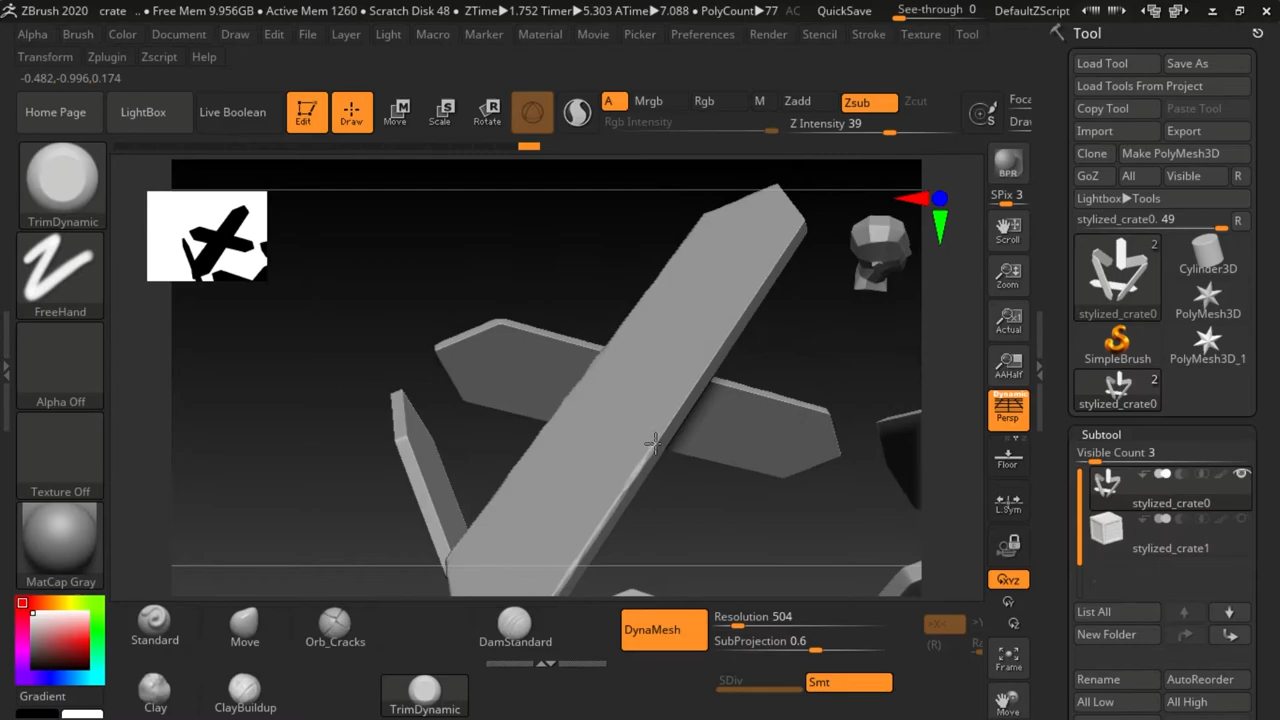 ZBrush 2020 crate .. • Free Mem 9.956GB • Active Mem 1260 • Scratch Disk 48 • ZTime▶1.752 Timer▶5.303 ATime▶7.088 • PolyCount▶77 AC QuickSave See-through 0 DefaultZScript
Alpha Brush Color Document Draw Edit File Layer Light Macro Marker Material Movie Picker Preferences Render Stencil Stroke Texture Tool
Transform Zplugin Zscript Help
-0.482,-0.996,0.174
Home Page LightBox Live Boolean Edit Draw Move Scale Rotate A Mrgb Rgb M Zadd Zsub Zcut Foca
Rgb Intensity Z Intensity 39 Draw
TrimDynamic
FreeHand
Alpha Off
Texture Off
MatCap Gray
Gradient
BPR
SPix 3
Scroll
Zoom
Actual
AAHalf
Dynamic
Persp
Floor
L.Sym
XYZ
Frame
Move
Standard Move Orb_Cracks DamStandard
Clay ClayBuildup TrimDynamic
DynaMesh
Resolution 504
SubProjection 0.6
SDiv Smt
(R)
Tool
Load Tool Save As
Load Tools From Project
Copy Tool Paste Tool
Import Export
Clone Make PolyMesh3D
GoZ All Visible R
Lightbox▶Tools
stylized_crate0. 49 R
2
stylized_crate0
Cylinder3D
PolyMesh3D
SimpleBrush PolyMesh3D_1
2
stylized_crate0
Subtool
Visible Count 3
stylized_crate0
stylized_crate1
List All
New Folder
Rename AutoReorder
All Low All High